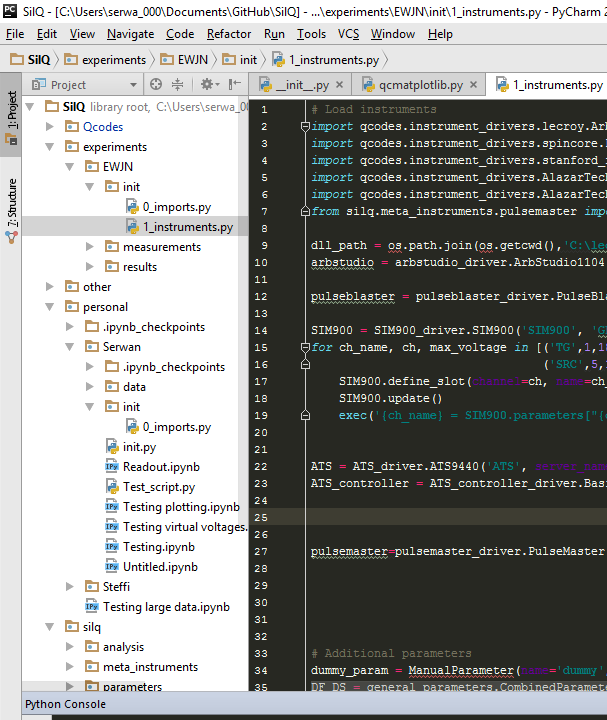 SilQ - [C:\Users\serwa_000\Documents\GitHub\SilQ] - ...\experiments\EWJN\init\1_instruments.py - PyCharm 2
File Edit View Navigate Code Refactor Run Tools VCS Window Help
SilQ experiments EWJN init 1_instruments.py
Project
__init__.py qcmatplotlib.py 1_instruments.py
1: Project
7: Structure
SilQ library root, C:\Users\serwa_00
Qcodes
experiments
EWJN
init
0_imports.py
1_instruments.py
measurements
results
other
personal
.ipynb_checkpoints
Serwan
.ipynb_checkpoints
data
init
0_imports.py
init.py
Readout.ipynb
Test_script.py
Testing plotting.ipynb
Testing virtual voltages.
Testing.ipynb
Untitled.ipynb
Steffi
Testing large data.ipynb
silq
analysis
meta_instruments
parameters
1 # Load instruments
2 import qcodes.instrument_drivers.lecroy.Arb
3 import qcodes.instrument_drivers.spincore.
4 import qcodes.instrument_drivers.stanford_
5 import qcodes.instrument_drivers.AlazarTech
6 import qcodes.instrument_drivers.AlazarTech
7 from silq.meta_instruments.pulsemaster impo
8
9 dll_path = os.path.join(os.getcwd(),'C:\lec
10 arbstudio = arbstudio_driver.ArbStudio1104
11
12 pulseblaster = pulseblaster_driver.PulseBla
13
14 SIM900 = SIM900_driver.SIM900('SIM900', 'G
15 for ch_name, ch, max_voltage in [('TG',1,18
16 ('SRC',5,1
17 SIM900.define_slot(channel=ch, name=ch_
18 SIM900.update()
19 exec('{ch_name} = SIM900.parameters["{c
20
21
22 ATS = ATS_driver.ATS9440('ATS', server_nam
23 ATS_controller = ATS_controller_driver.Basi
24
25
26
27 pulsemaster=pulsemaster_driver.PulseMaster
28
29
30
31
32
33 # Additional parameters
34 dummy_param = ManualParameter(name='dummy',
35 DF_DS = general_parameters.CombinedParamete
Python Console